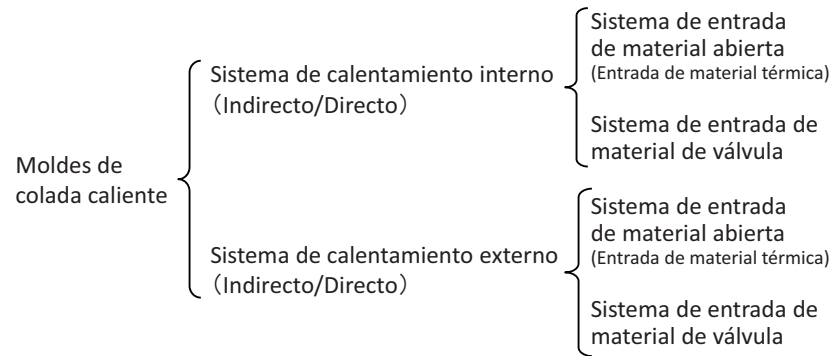 Moldes de
colada caliente
Sistema de calentamiento interno
（Indirecto/Directo）
Sistema de entrada
de material abierta
(Entrada de material térmica)
Sistema de entrada de
material de válvula
Sistema de calentamiento externo
（Indirecto/Directo）
Sistema de entrada
de material abierta
(Entrada de material térmica)
Sistema de entrada de
material de válvula